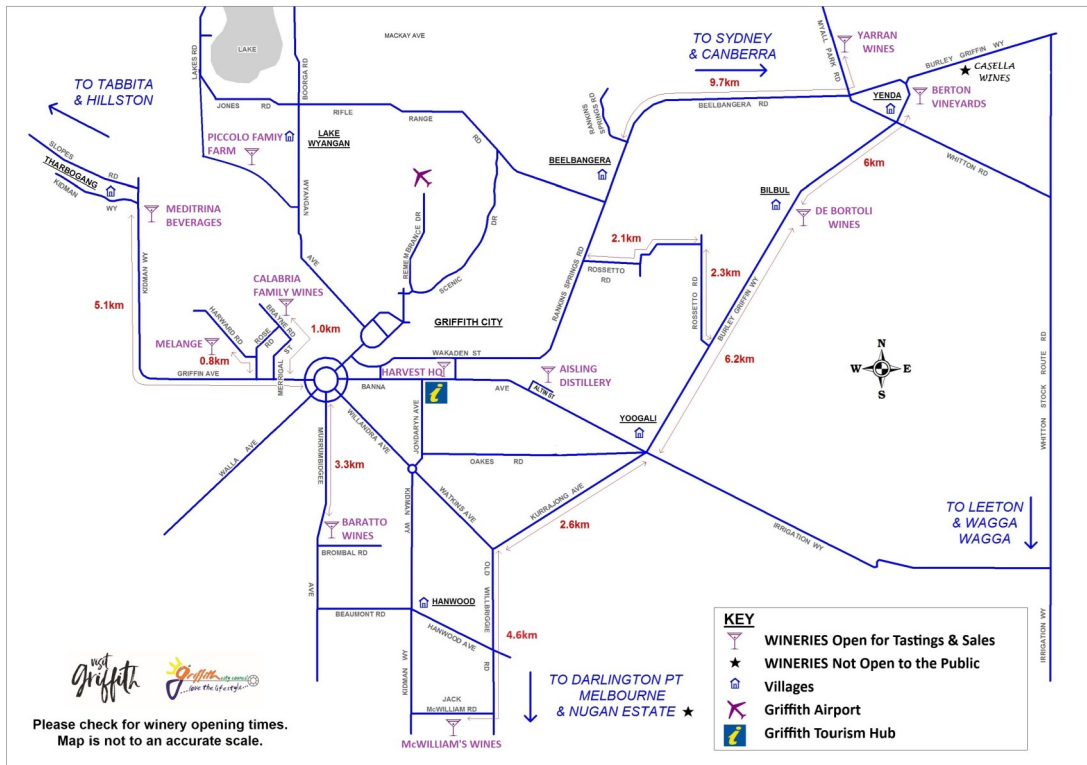 MACKAY AVE
LAKE
LAKES RD
BOORGA RD
JONES RD
RIFLE RANGE RD
TO TABBITA
& HILLSTON
TO SYDNEY
& CANBERRA
9.7km
MYALL PARK RD
YARRAN
WINES
BURLEY GRIFFIN WY
CASELLA
WINES
BERTON
VINEYARDS
YENDA
BEELBANGERA RD
RANKINS
SPRINGS RD
WHITTON RD
PICCOLO FAMIY
FARM
LAKE
WYANGAN
WYANGAN
AVE
SLOPES
RD
THARBOGANG
KIDMAN
WY
MEDITRINA
BEVERAGES
BEELBANGERA
BILBUL
6km
DE BORTOLI
WINES
REMEMBRANCE DR
SCENIC
DR
RANKINS SPRINGS RD
2.1km
ROSSETTO
RD
2.3km
ROSSETTO RD
BURLEY GRIFFIN WY
6.2km
KIDMAN WY
5.1km
CALABRIA
FAMILY WINES
BRAYNE RD
1.0km
HARWARD RD
ROSE
RD
MELANGE
0.8km
GRIFFIN AVE
MERRIGAL ST
GRIFFITH CITY
WAKADEN ST
HARVEST HQ
BANNA
AVE
AISLING
DISTILLERY
ALTIN ST
YOOGALI
N
W
E
S
WHITTON STOCK ROUTE RD
WALLA AVE
MURRUMBIDGEE
AVE
3.3km
WILLANDRA AVE
JONDARYN AVE
OAKES RD
KIDMAN WY
WATKINS AVE
KURRAJONG AVE
2.6km
IRRIGATION WY
TO LEETON
& WAGGA
WAGGA
BARATTO
WINES
BROMBAL RD
BEAUMONT RD
HANWOOD
HANWOOD AVE
OLD WILLBRIGGIE RD
4.6km
KIDMAN WY
JACK
McWILLIAM RD
McWILLIAM'S WINES
TO DARLINGTON PT
MELBOURNE
& NUGAN ESTATE
IRRIGATION WY
KEY
WINERIES Open for Tastings & Sales
WINERIES Not Open to the Public
Villages
Griffith Airport
i
Griffith Tourism Hub
visit
Griffith
Griffith
city council
...love the lifestyle...
Please check for winery opening times.
Map is not to an accurate scale.